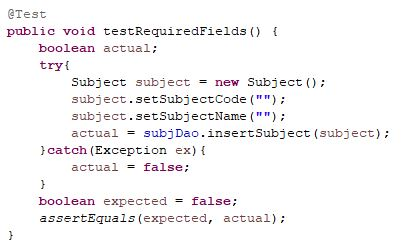 @Test
public void testRequiredFields() {
    boolean actual;
    try{
        Subject subject = new Subject();
        subject.setSubjectCode("");
        subject.setSubjectName("");
        actual = subjDao.insertSubject(subject);
    }catch(Exception ex){
        actual = false;
    }
    boolean expected = false;
    assertEquals(expected, actual);
}